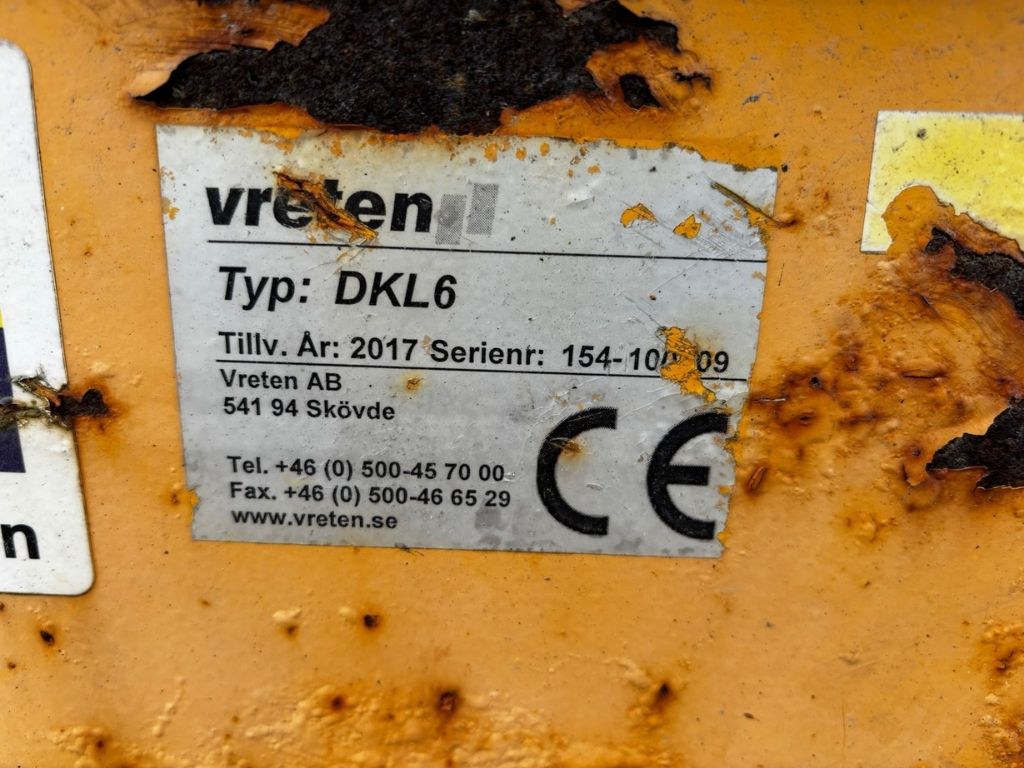 vreten
Typ: DKL6
Tillv. År: 2017 Serienr:
Vreten AB
541 94 Skövde
Tel. +46 (0) 500-45 70 00
Fax. +46 (0) 500-46 65 29
www.vreten.se
CE
n